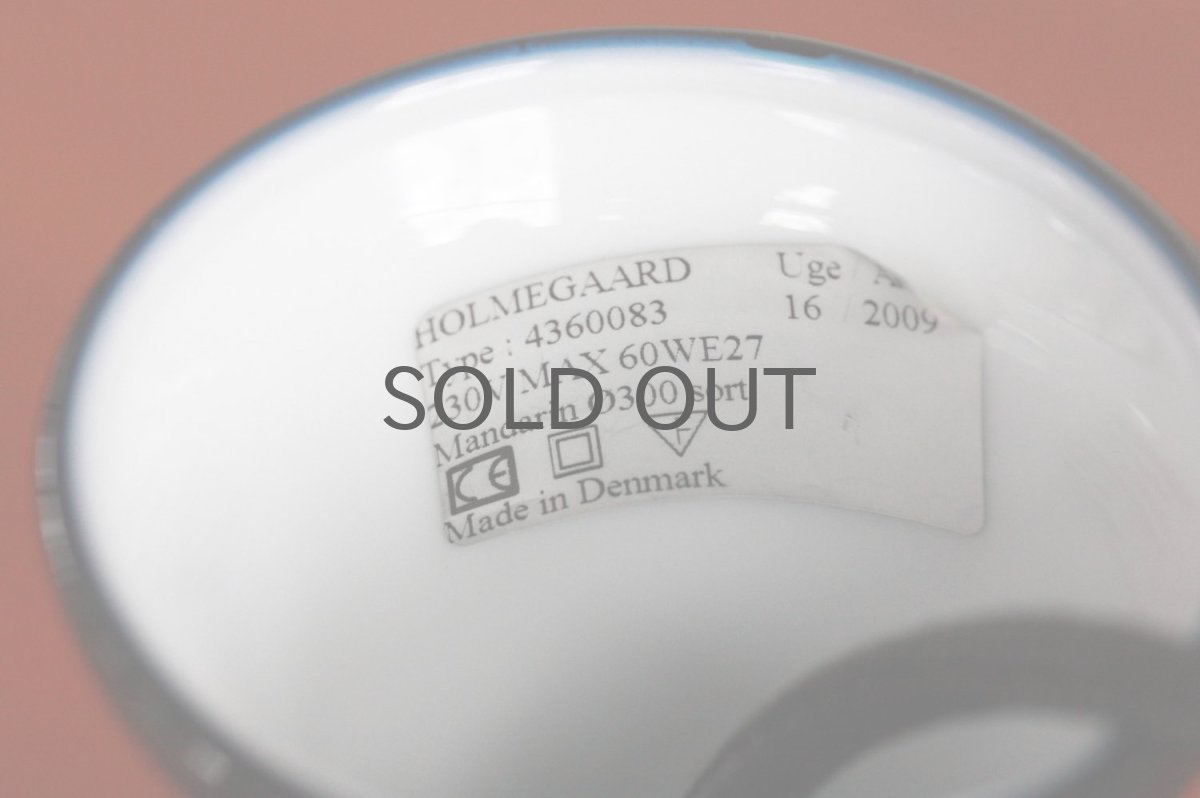 HOLMEGAARD Uge /
Type : 4360083 16 / 2009
230V MAX 60WE27
Mandarin Ø300 sort
CE F
Made in Denmark
SOLD OUT